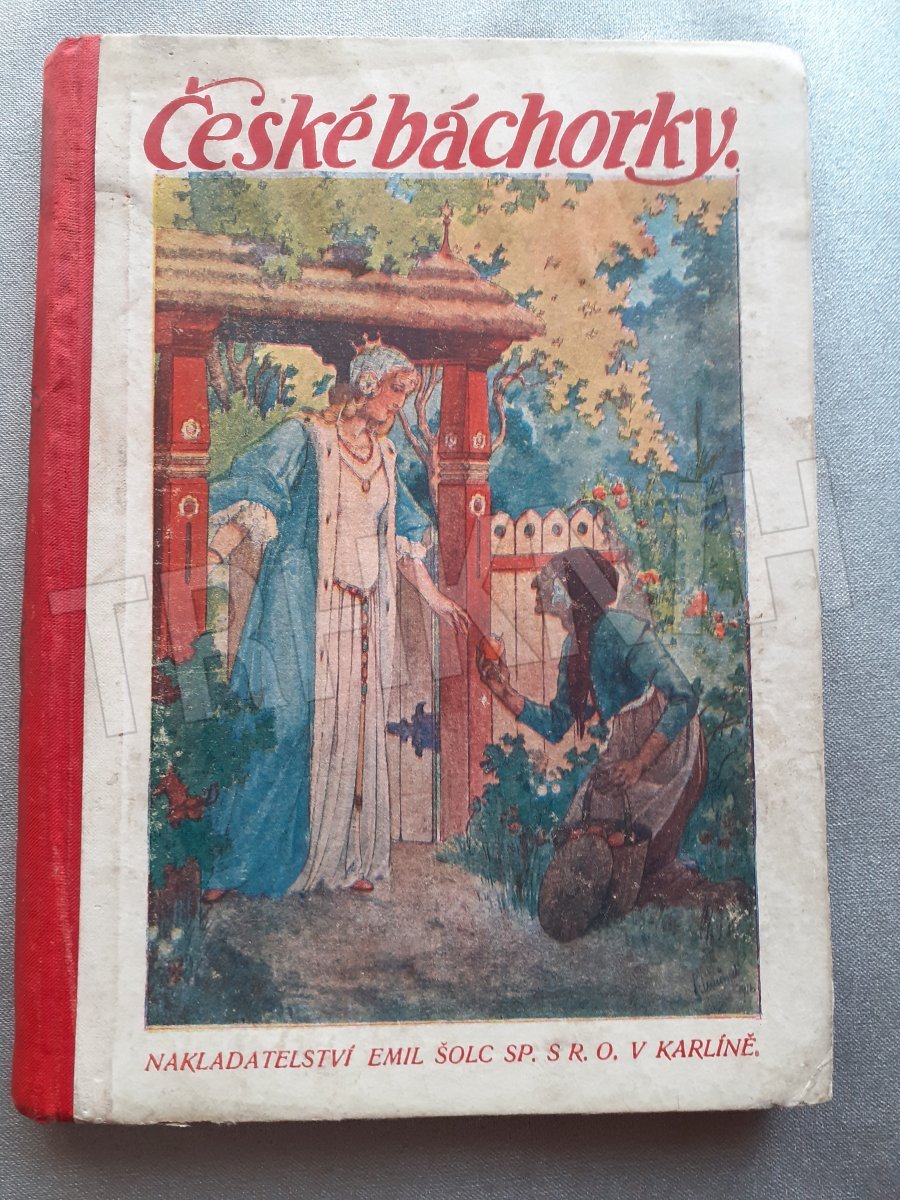 České báchorky.
NAKLADATELSTVÍ EMIL ŠOLC SP. S R. O. V KARLÍNĚ.